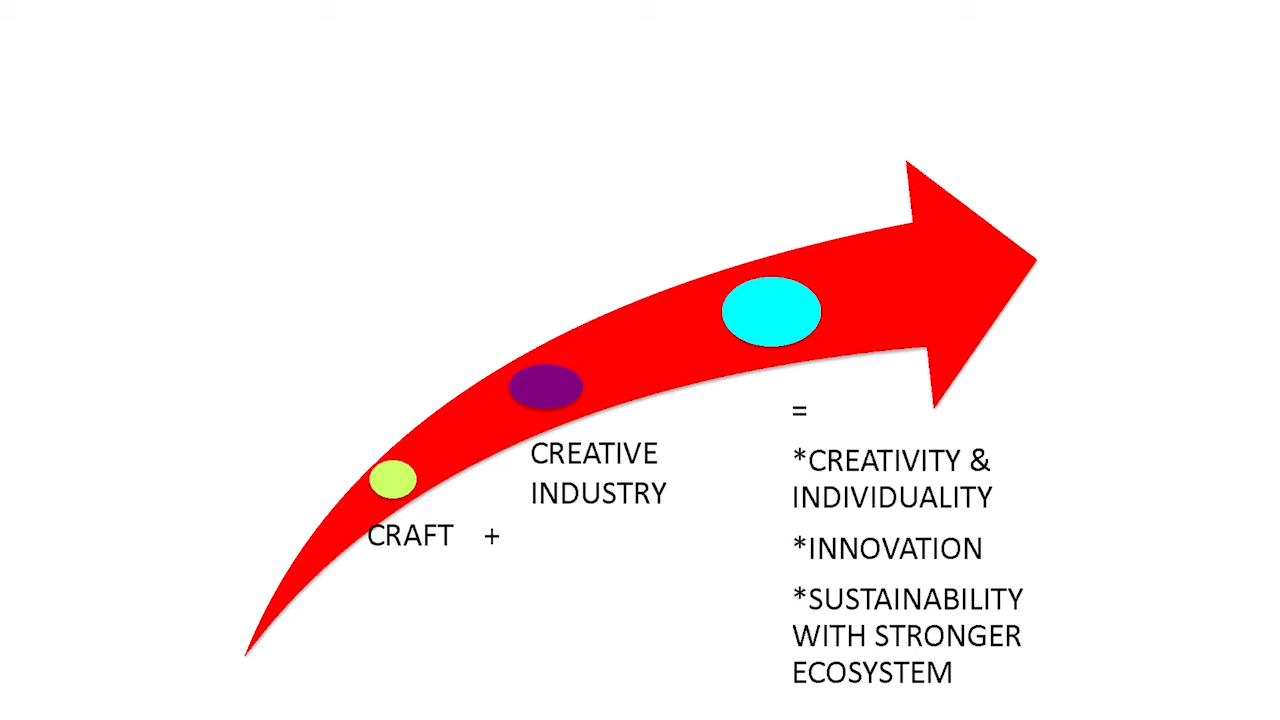 CRAFT +
CREATIVE
INDUSTRY
=
*CREATIVITY &
INDIVIDUALITY
*INNOVATION
*SUSTAINABILITY
WITH STRONGER
ECOSYSTEM